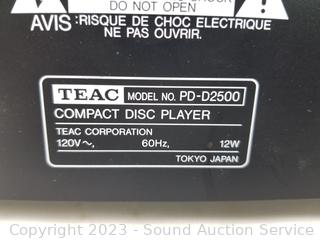 DO NOT OPEN
AVIS: RISQUE DE CHOC ELECTRIQUE
NE PAS OUVRIR.
TEAC MODEL NO. PD-D2500
COMPACT DISC PLAYER
TEAC CORPORATION
120V~, 60Hz, 12W
TOKYO JAPAN
Copyright 2023 - Sound Auction Service